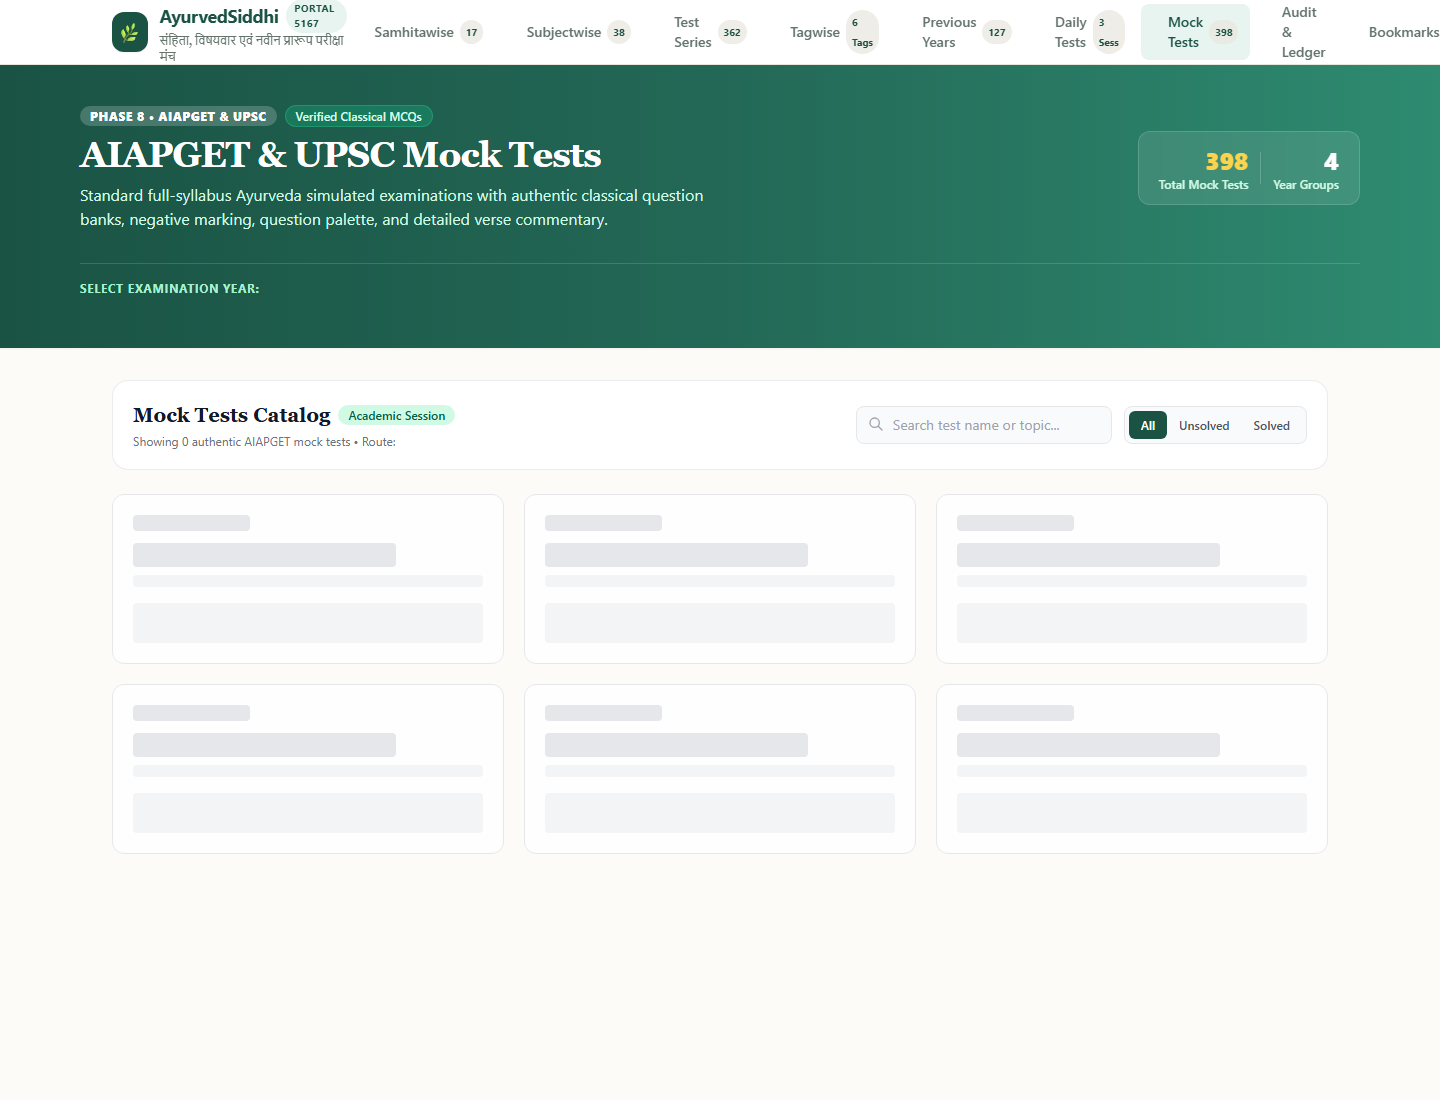 AyurvedSiddhi
PORTAL
5167
संहिता, विषयवार एवं नवीन प्रारूप परीक्षा
मंच
Samhitawise 17
Subjectwise 38
Test
Series
362
Tagwise
6
Tags
Previous
Years
127
Daily
Tests
3
Sess
Mock
Tests
398
Audit
&
Ledger
Bookmarks
PHASE 8 • AIAPGET & UPSC
Verified Classical MCQs
AIAPGET & UPSC Mock Tests
Standard full-syllabus Ayurveda simulated examinations with authentic classical question
banks, negative marking, question palette, and detailed verse commentary.
398
Total Mock Tests
4
Year Groups
SELECT EXAMINATION YEAR:
Mock Tests Catalog
Academic Session
Showing 0 authentic AIAPGET mock tests • Route:
Search test name or topic...
All
Unsolved
Solved